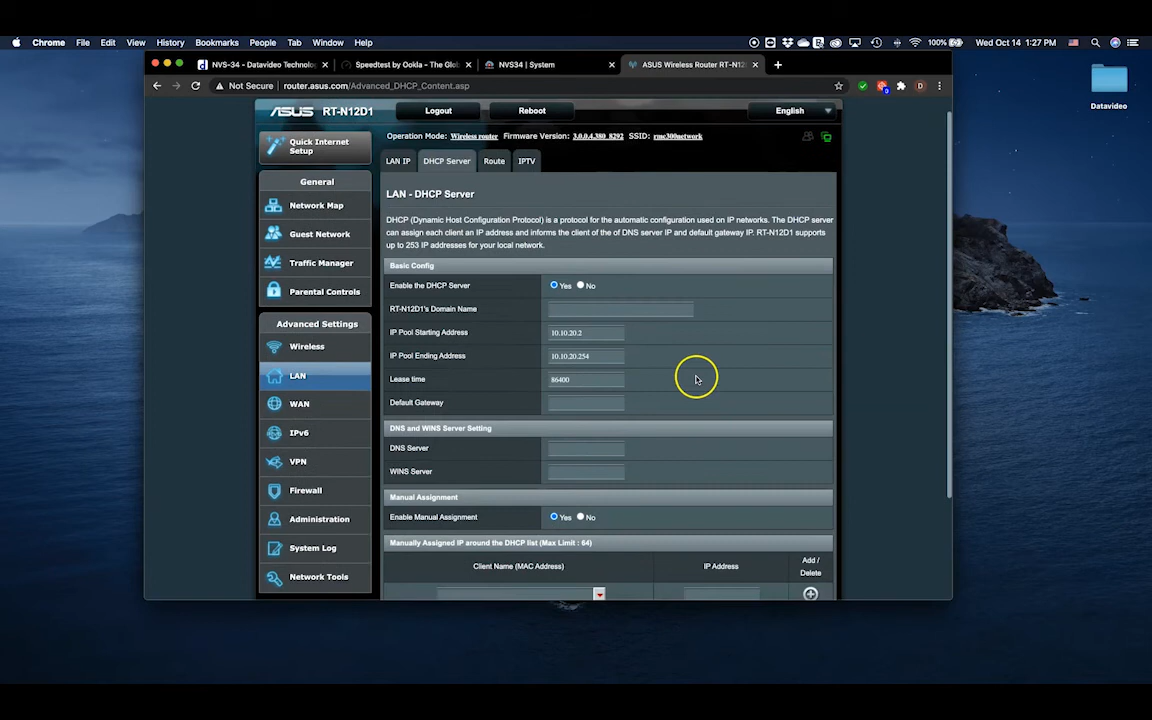 Chrome File Edit View History Bookmarks People Tab Window Help 100% Wed Oct 14 1:27 PM
NVS-34 - Datavideo Technolo Speedtest by Ookla - The Glo NVS34 | System ASUS Wireless Router RT-N12
Not Secure router.asus.com/Advanced_DHCP_Content.asp D
Datavideo
ASUS RT-N12D1 Logout Reboot English
Quick Internet
Setup
Operation Mode: Wireless router Firmware Version: 3.0.0.4.380_8292 SSID: rmc300network
LAN IP DHCP Server Route IPTV
General
Network Map
Guest Network
Traffic Manager
Parental Controls
Advanced Settings
Wireless
LAN
WAN
IPv6
VPN
Firewall
Administration
System Log
Network Tools
LAN - DHCP Server
DHCP (Dynamic Host Configuration Protocol) is a protocol for the automatic configuration used on IP networks. The DHCP server
can assign each client an IP address and informs the client of the of DNS server IP and default gateway IP. RT-N12D1 supports
up to 253 IP addresses for your local network.
Basic Config
Enable the DHCP Server Yes No
RT-N12D1's Domain Name
IP Pool Starting Address 10.10.20.2
IP Pool Ending Address 10.10.20.254
Lease time 86400
Default Gateway
DNS and WINS Server Setting
DNS Server
WINS Server
Manual Assignment
Enable Manual Assignment Yes No
Manually Assigned IP around the DHCP list (Max Limit : 64)
Client Name (MAC Address) IP Address Add /
Delete